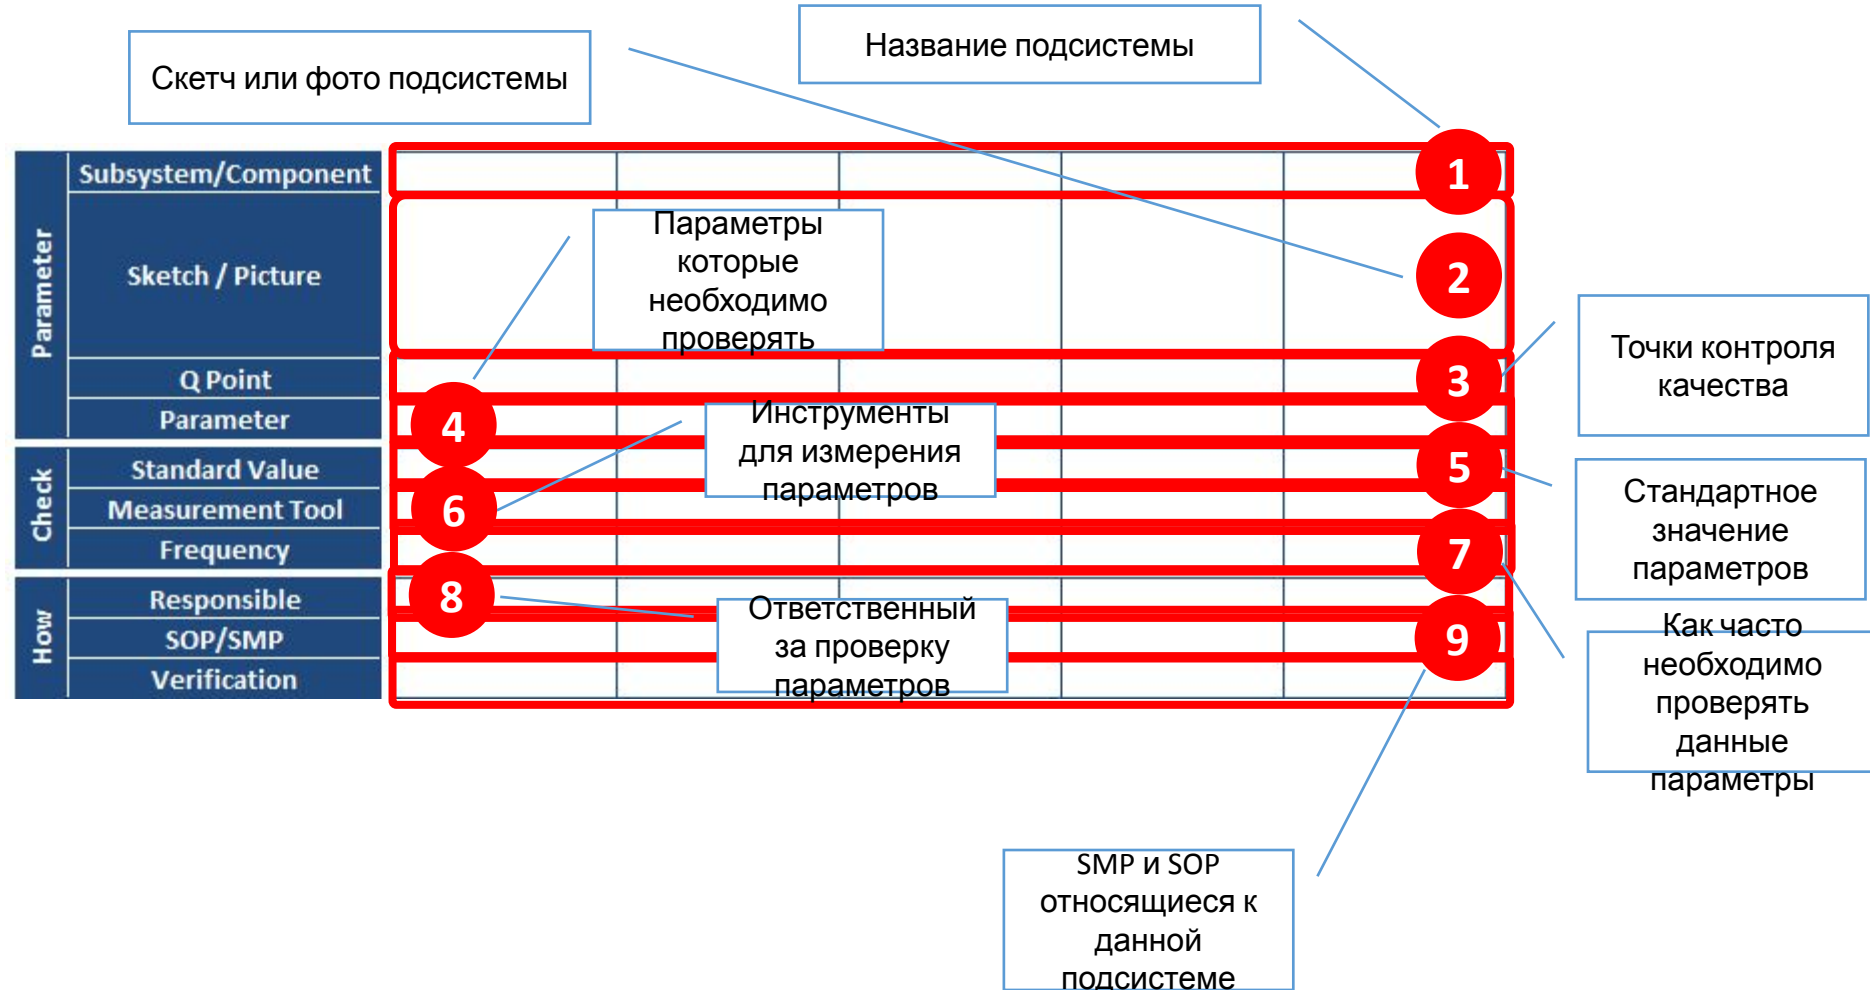 Название подсистемы
Скетч или фото подсистемы
Parameter
Subsystem/Component
1
Sketch / Picture
2
Параметры
которые
необходимо
проверять
Q Point
3
Точки контроля
качества
Parameter
4
Инструменты
для измерения
параметров
Check
Standard Value
5
Стандартное
значение
параметров
Measurement Tool
6
Frequency
7
Как часто
необходимо
проверять
данные
параметры
How
Responsible
8
Ответственный
за проверку
параметров
SOP/SMP
9
Verification
SMP и SOP
относящиеся к
данной
подсистеме